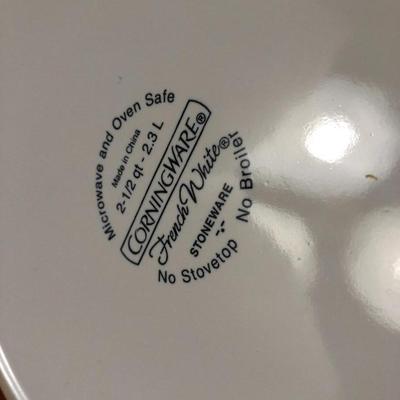 Microwave and Oven Safe
Made in China
2-1/2 qt - 2.3 L
CORNINGWARE®
French White®
STONEWARE
No Stovetop
No Broiler